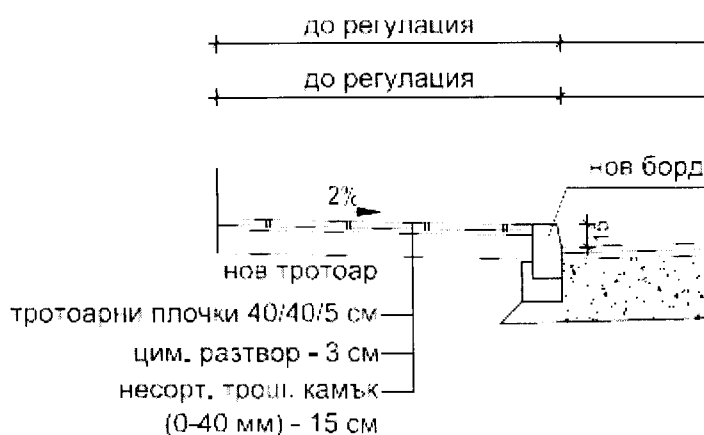 до регулация
до регулация
нов борд
2%
15
нов тротоар
тротоарни плочки 40/40/5 см
цим. разтвор - 3 см
несорт. трош. камък
(0-40 мм) - 15 см